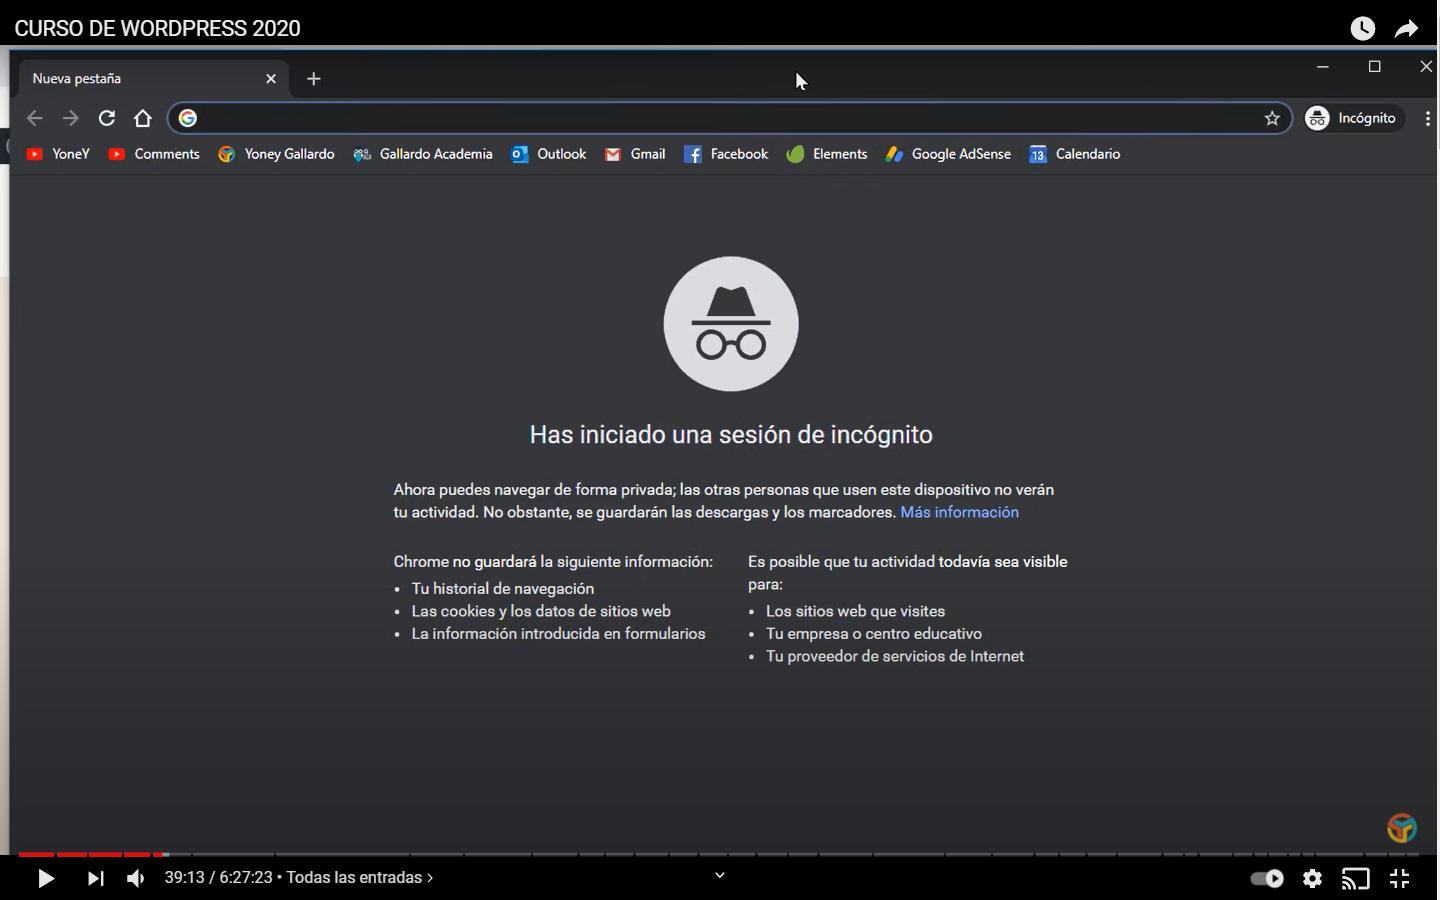 CURSO DE WORDPRESS 2020
Nueva pestaña
Incógnito
YoneY Comments Yoney Gallardo Gallardo Academia Outlook Gmail Facebook Elements Google AdSense 13 Calendario
Has iniciado una sesión de incógnito
Ahora puedes navegar de forma privada; las otras personas que usen este dispositivo no verán
tu actividad. No obstante, se guardarán las descargas y los marcadores. Más información
Chrome no guardará la siguiente información:
• Tu historial de navegación
• Las cookies y los datos de sitios web
• La información introducida en formularios
Es posible que tu actividad todavía sea visible
para:
• Los sitios web que visites
• Tu empresa o centro educativo
• Tu proveedor de servicios de Internet
39:13 / 6:27:23 • Todas las entradas >